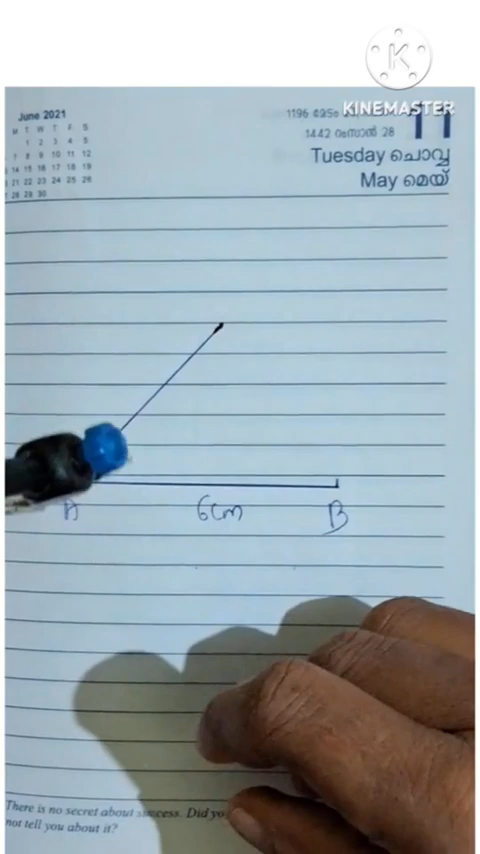 K
KINEMASTER
June 2021
M T W T F S
1 2 3 4 5
7 8 9 10 11 12
14 15 16 17 18 19
21 22 23 24 25 26
28 29 30
1196 മേടം
11
1442 റംസാൻ 28
Tuesday ചൊവ്വ
May മെയ്
A 6cm B
There is no secret about success. Did yo
not tell you about it?